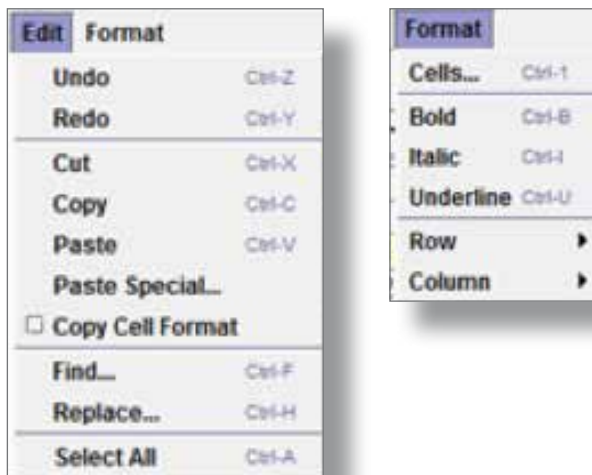 Edit Format
Undo Ctrl-Z
Redo Ctrl-Y
Cut Ctrl-X
Copy Ctrl-C
Paste Ctrl-V
Paste Special...
Copy Cell Format
Find... Ctrl-F
Replace... Ctrl-H
Select All Ctrl-A
Format
Cells... Ctrl-1
Bold Ctrl-B
Italic Ctrl-I
Underline Ctrl-U
Row
Column